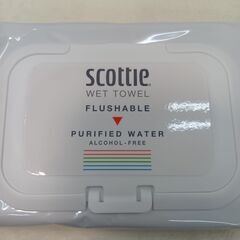 scottie
WET TOWEL
FLUSHABLE
PURIFIED WATER
ALCOHOL-FREE